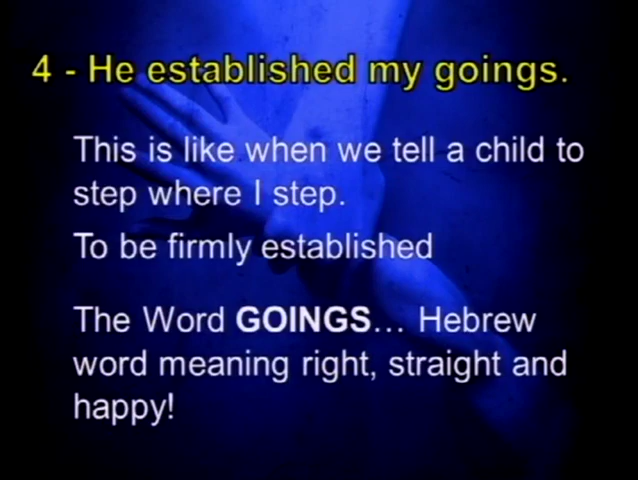 4 - He established my goings.
This is like when we tell a child to
step where I step.
To be firmly established
The Word GOINGS... Hebrew
word meaning right, straight and
happy!